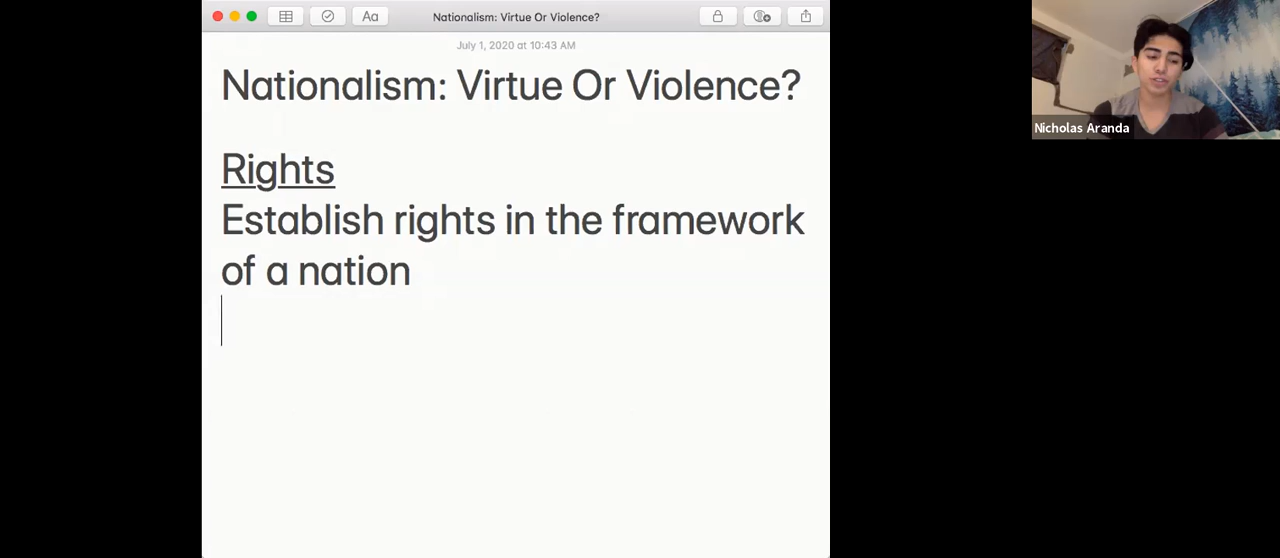 Aa
Nationalism: Virtue Or Violence?
July 1, 2020 at 10:43 AM
Nationalism: Virtue Or Violence?
Rights
Establish rights in the framework
of a nation
Nicholas Aranda